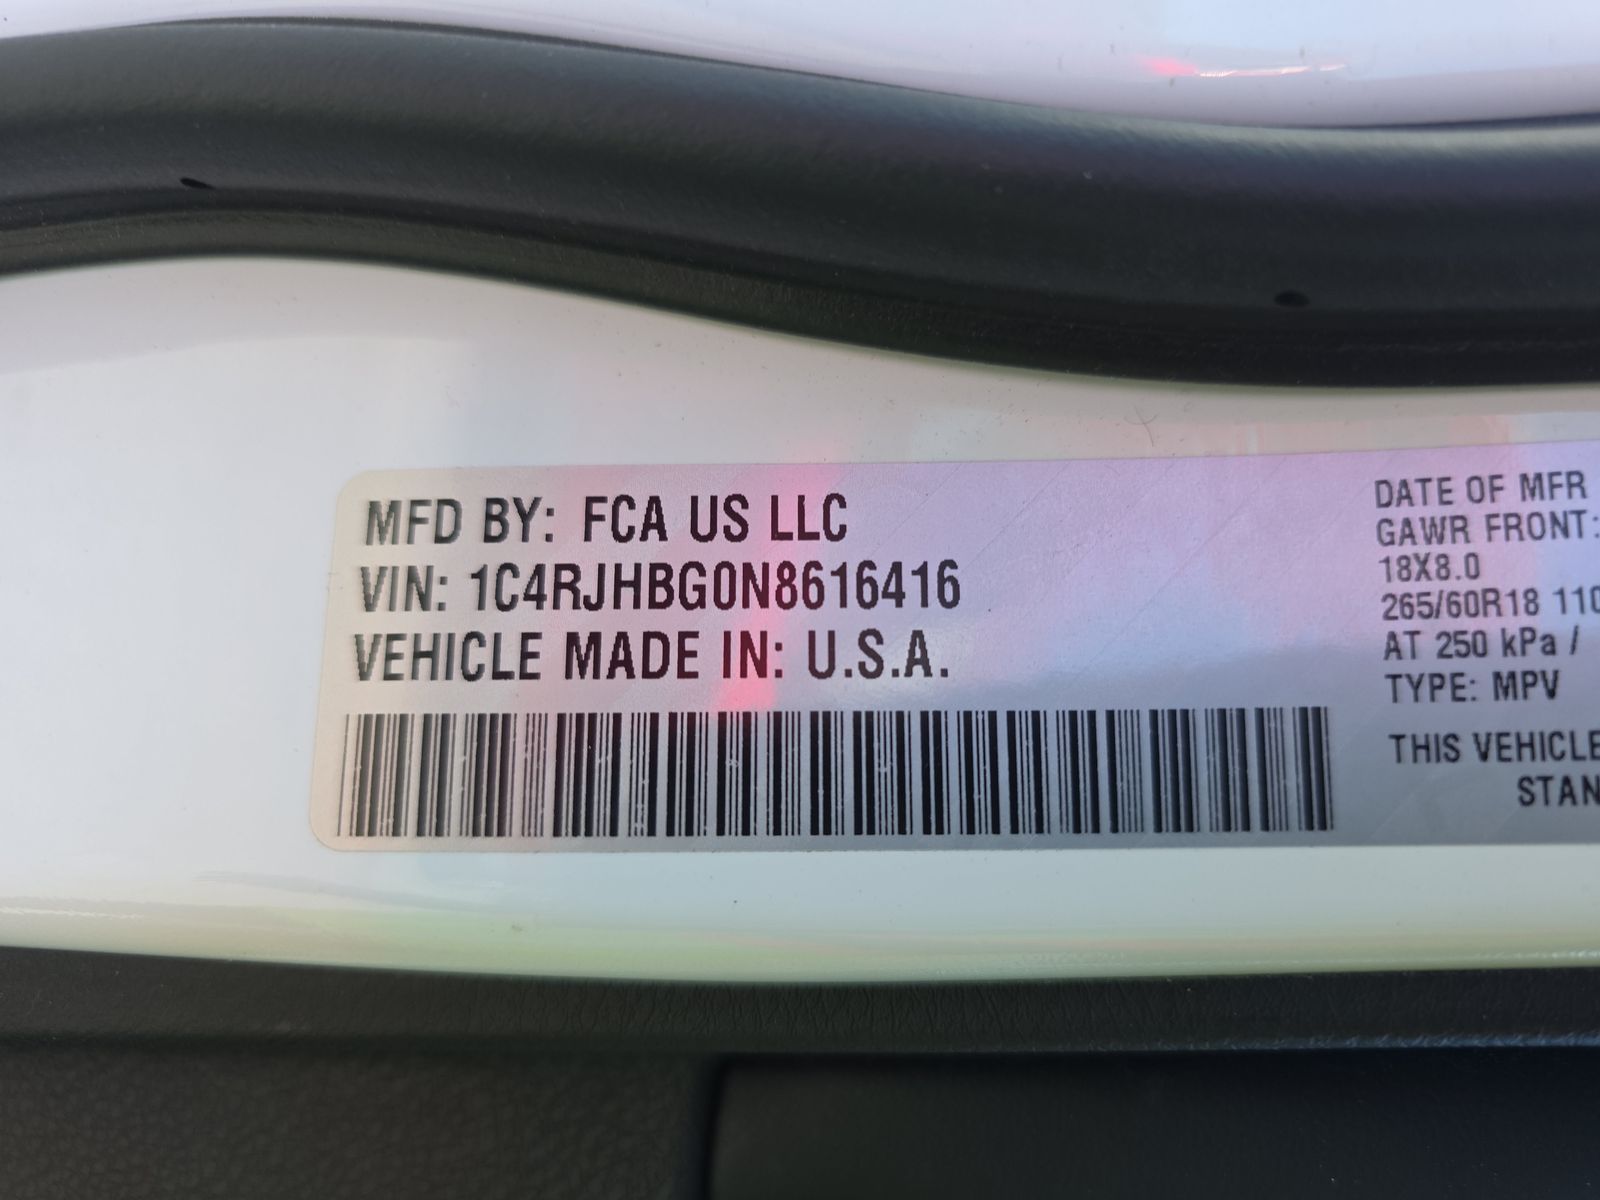 MFD BY: FCA US LLC
VIN: 1C4RJHBG0N8616416
VEHICLE MADE IN: U.S.A.
DATE OF MFR
GAWR FRONT:
18X8.0
265/60R18 110
AT 250 kPa /
TYPE: MPV
THIS VEHICLE
STAN